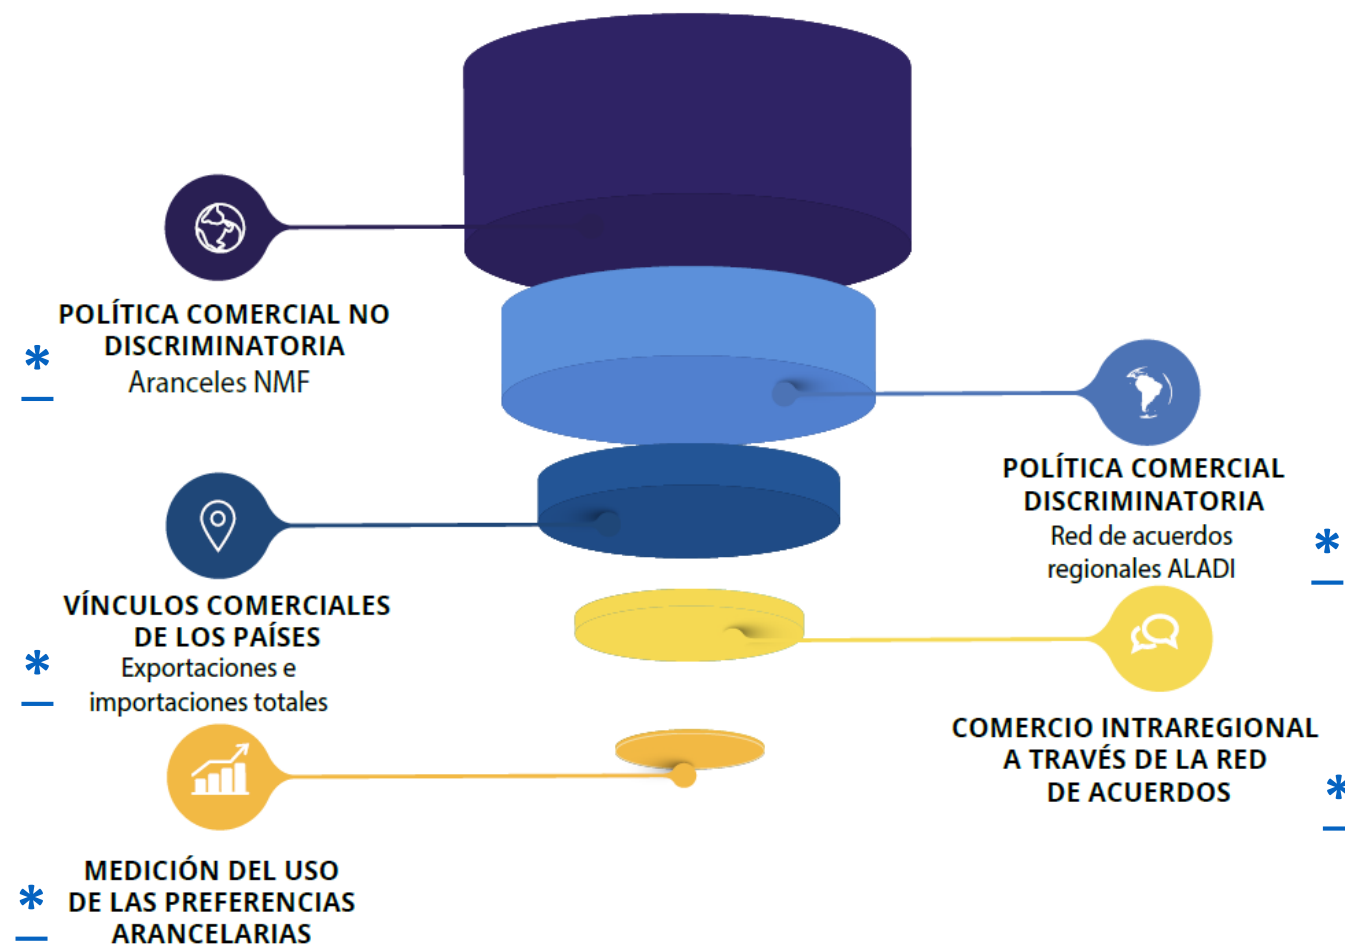 POLÍTICA COMERCIAL NO
DISCRIMINATORIA
Aranceles NMF
*
POLÍTICA COMERCIAL
DISCRIMINATORIA
Red de acuerdos
regionales ALADI
*
VÍNCULOS COMERCIALES
DE LOS PAÍSES
Exportaciones e
importaciones totales
*
COMERCIO INTRAREGIONAL
A TRAVÉS DE LA RED
DE ACUERDOS
*
MEDICIÓN DEL USO
DE LAS PREFERENCIAS
ARANCELARIAS
*